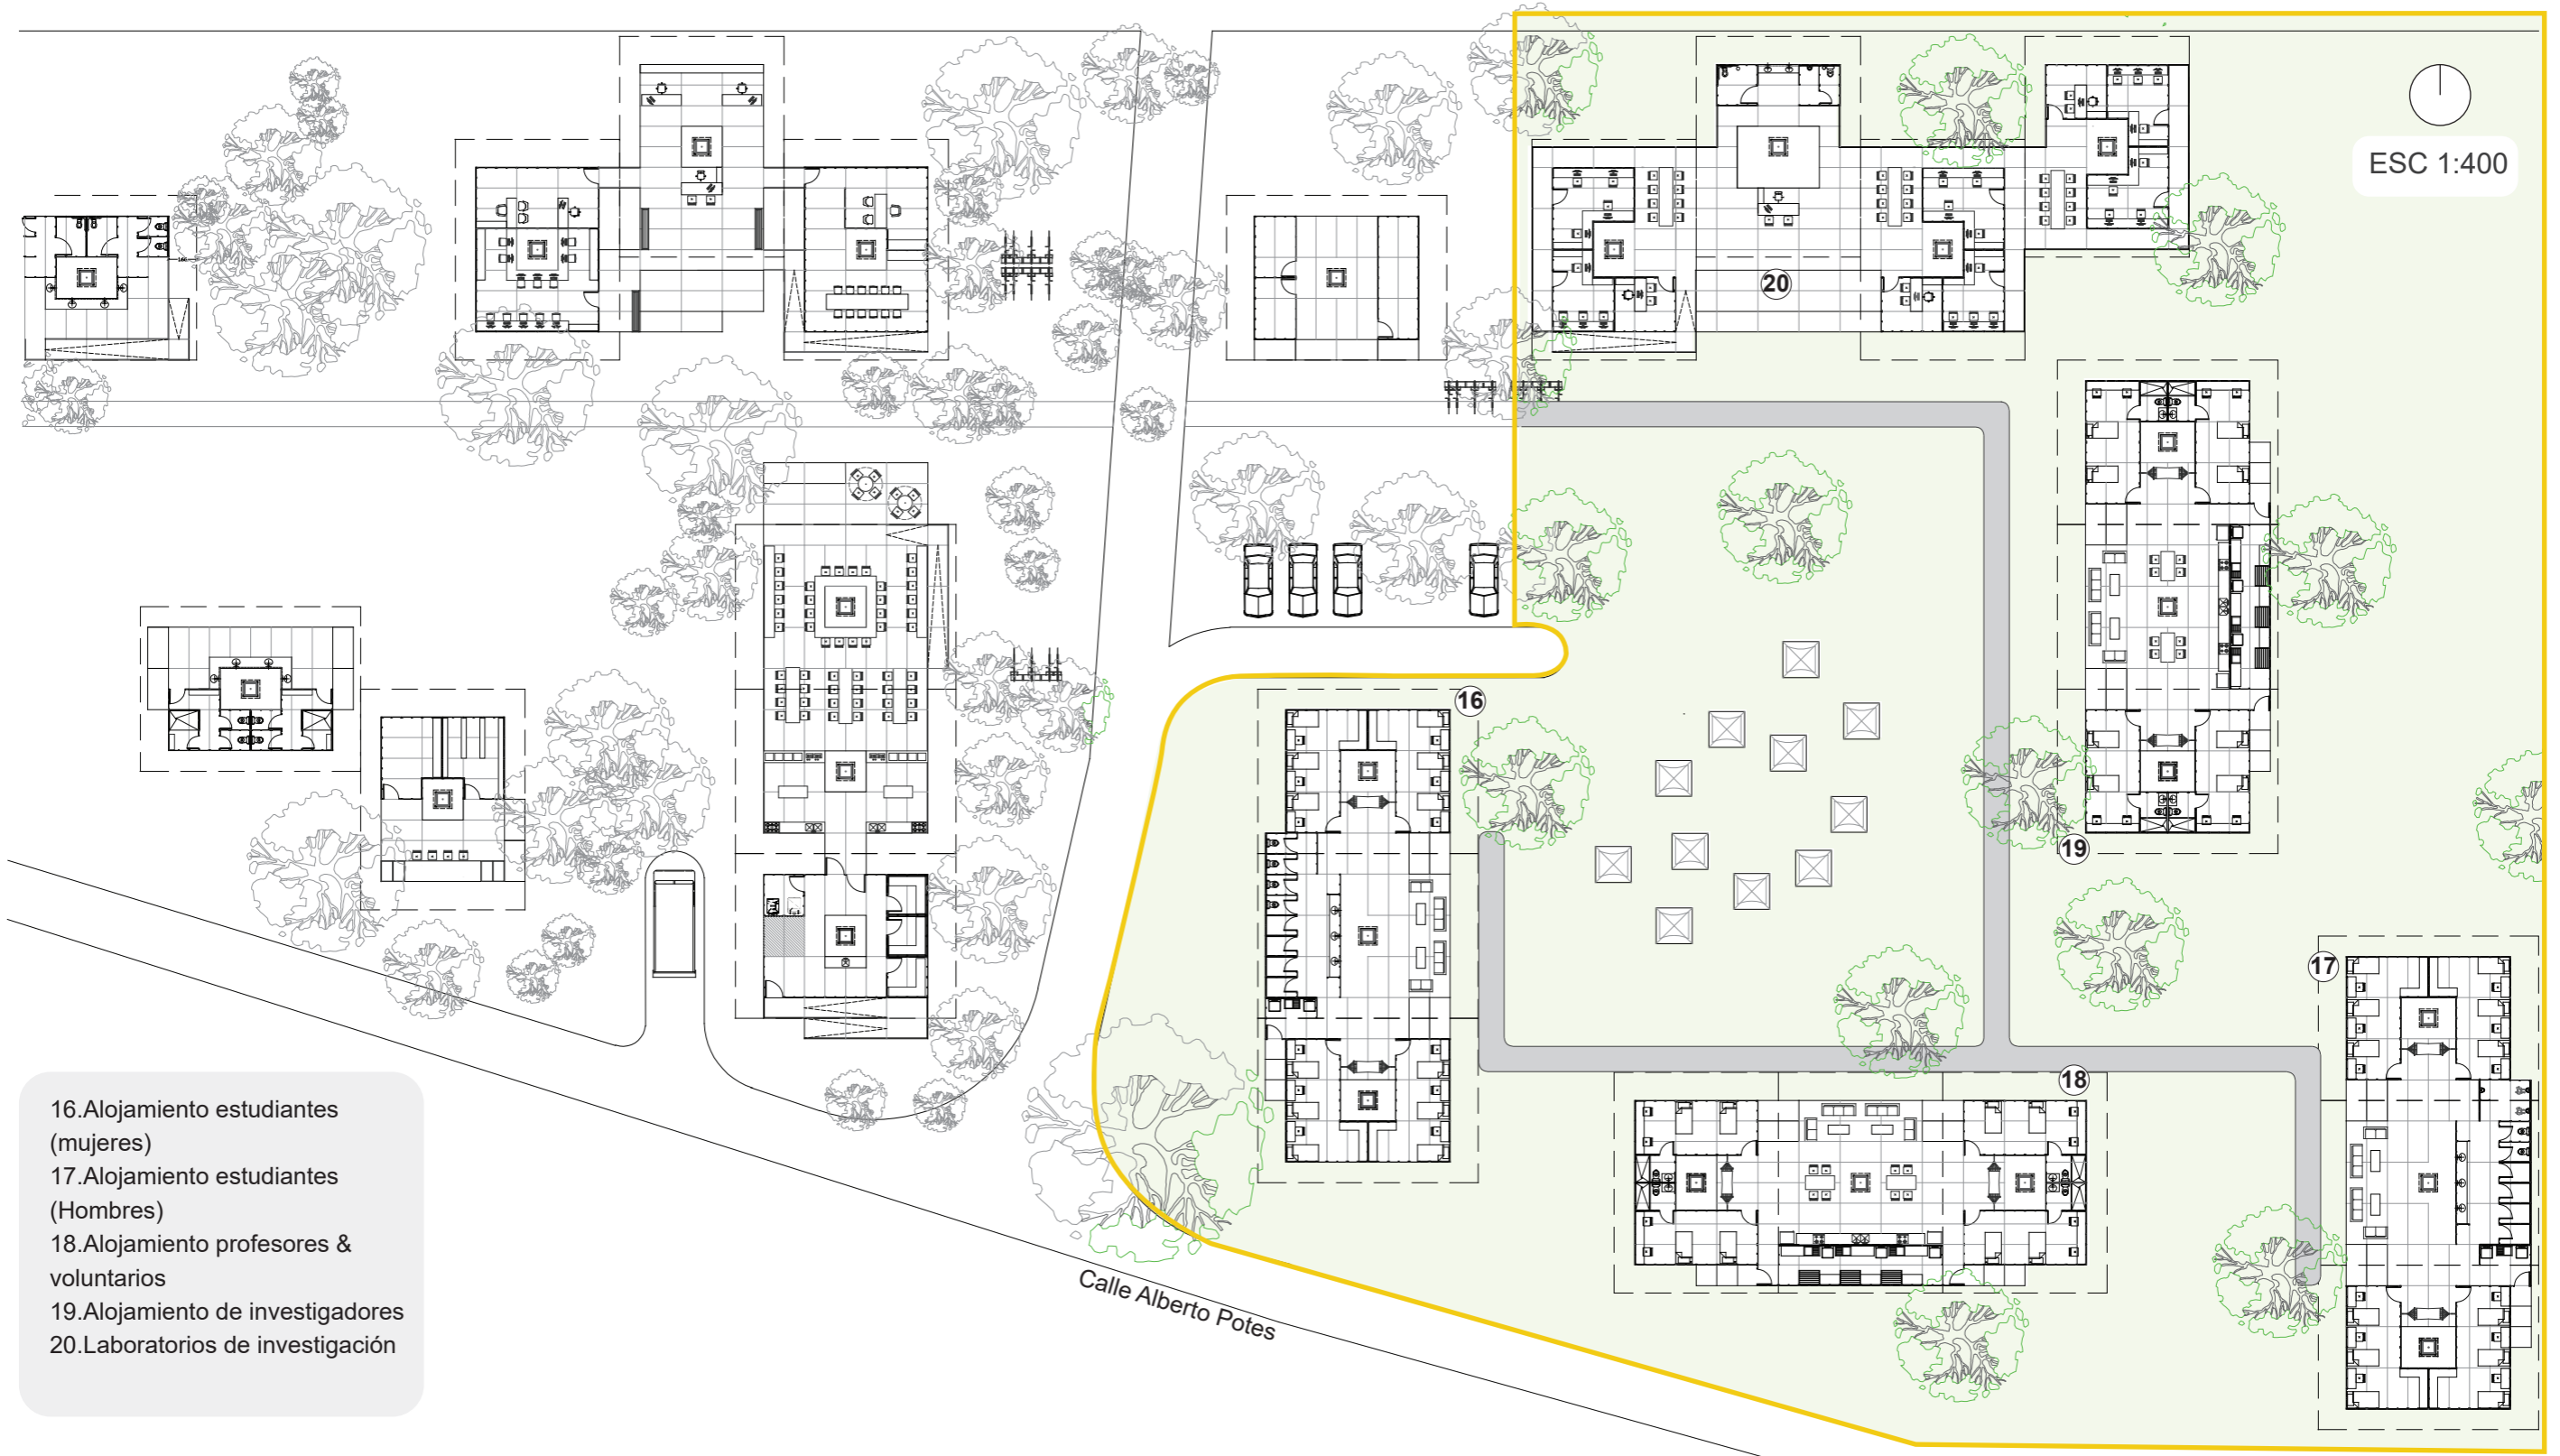 ESC 1:400
20
16
19
17
18
Calle Alberto Potes
16.Alojamiento estudiantes
(mujeres)
17.Alojamiento estudiantes
(Hombres)
18.Alojamiento profesores &
voluntarios
19.Alojamiento de investigadores
20.Laboratorios de investigación